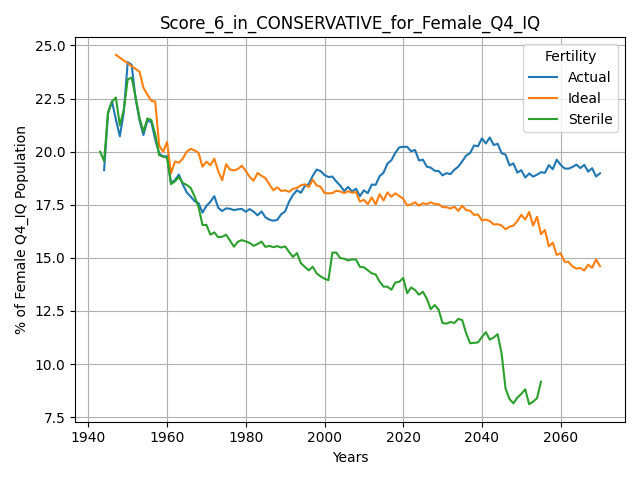 Score_6_in_CONSERVATIVE_for_Female_Q4_IQ
% of Female Q4_IQ Population
25.0
22.5
20.0
17.5
15.0
12.5
10.0
7.5
Fertility
Actual
Ideal
Sterile
1940 1960 1980 2000 2020 2040 2060
Years